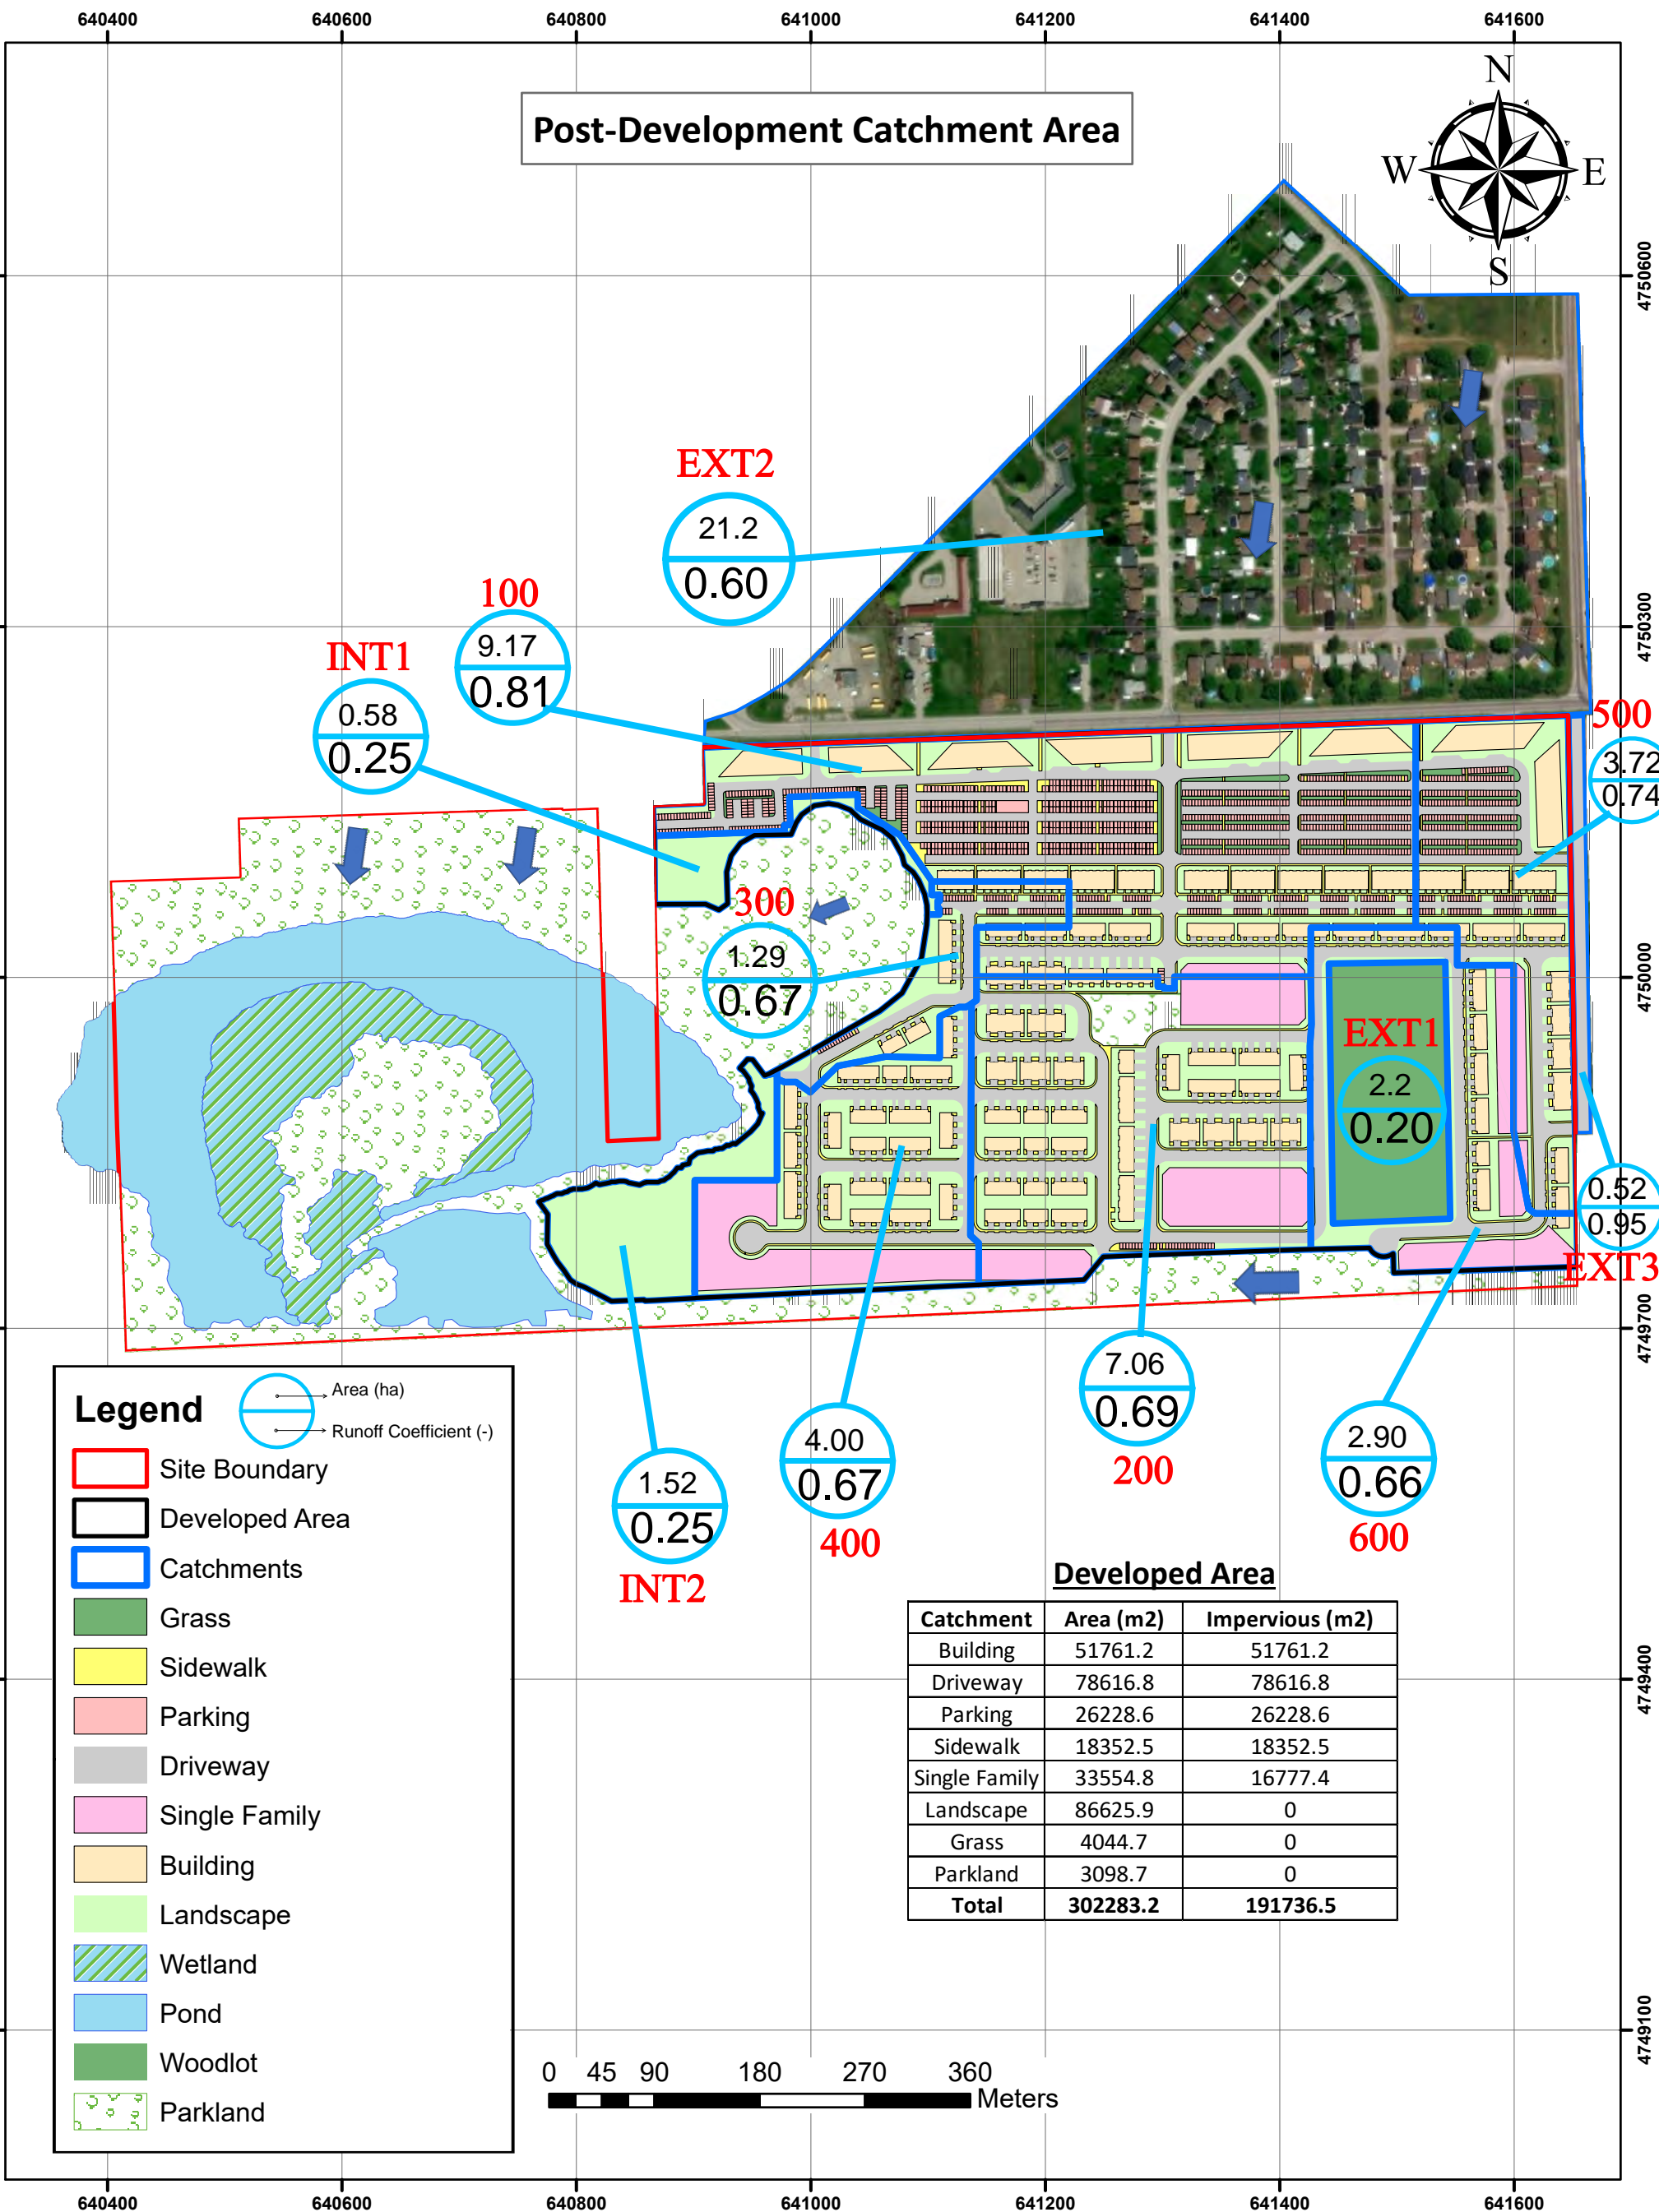 640400 640600 640800 641000 641200 641400 641600
Post-Development Catchment Area
N
W E
S
4750600
EXT2
21.2
0.60
100
9.17
0.81
INT1
0.58
0.25
4750300
500
3.72
0.74
300
1.29
0.67
4750000
EXT1
2.2
0.20
0.52
0.95
EXT3
4749700
7.06
0.69
200
4.00
0.67
400
2.90
0.66
600
1.52
0.25
INT2
Legend
Area (ha)
Runoff Coefficient (-)
Site Boundary
Developed Area
Catchments
Grass
Sidewalk
Parking
Driveway
Single Family
Building
Landscape
Wetland
Pond
Woodlot
Parkland
Developed Area
Catchment Area (m2) Impervious (m2)
Building 51761.2 51761.2
Driveway 78616.8 78616.8
Parking 26228.6 26228.6
Sidewalk 18352.5 18352.5
Single Family 33554.8 16777.4
Landscape 86625.9 0
Grass 4044.7 0
Parkland 3098.7 0
Total 302283.2 191736.5
4749400
4749100
0 45 90 180 270 360
Meters
640400 640600 640800 641000 641200 641400 641600